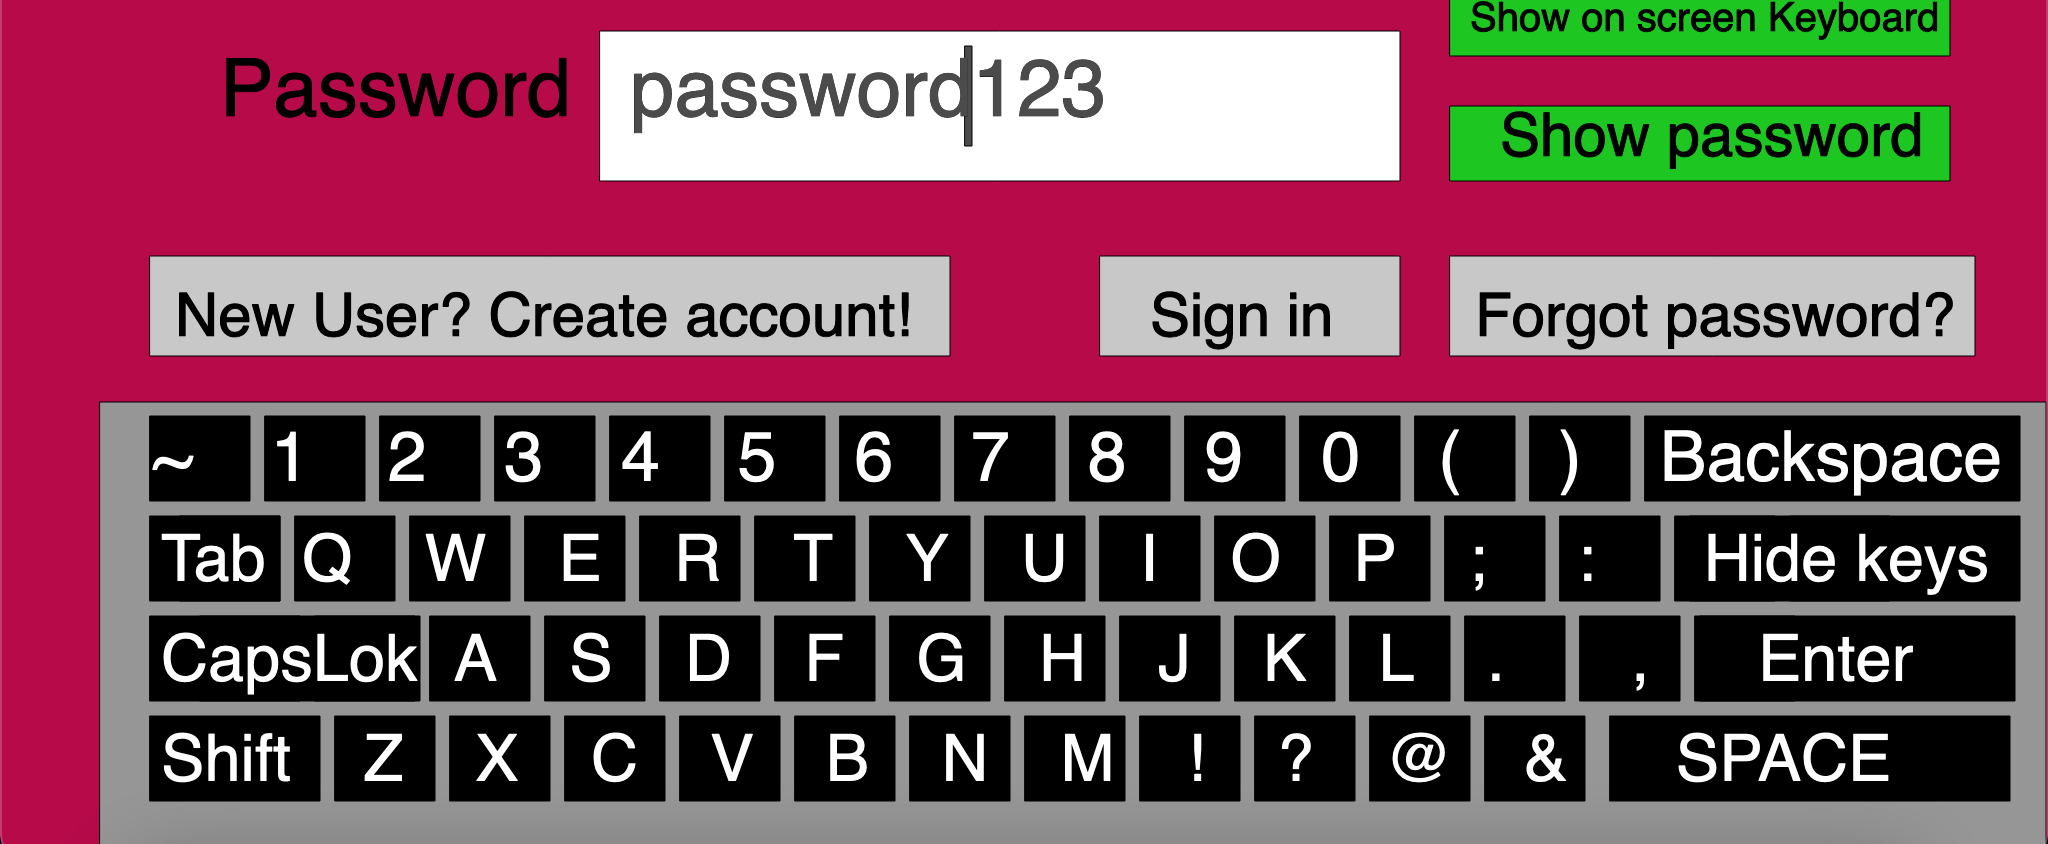 Show on screen Keyboard
Password password123
Show password
New User? Create account! Sign in Forgot password?
~ 1 2 3 4 5 6 7 8 9 0 ( ) Backspace
Tab Q W E R T Y U I O P ; : Hide keys
CapsLok A S D F G H J K L . , Enter
Shift Z X C V B N M ! ? @ & SPACE